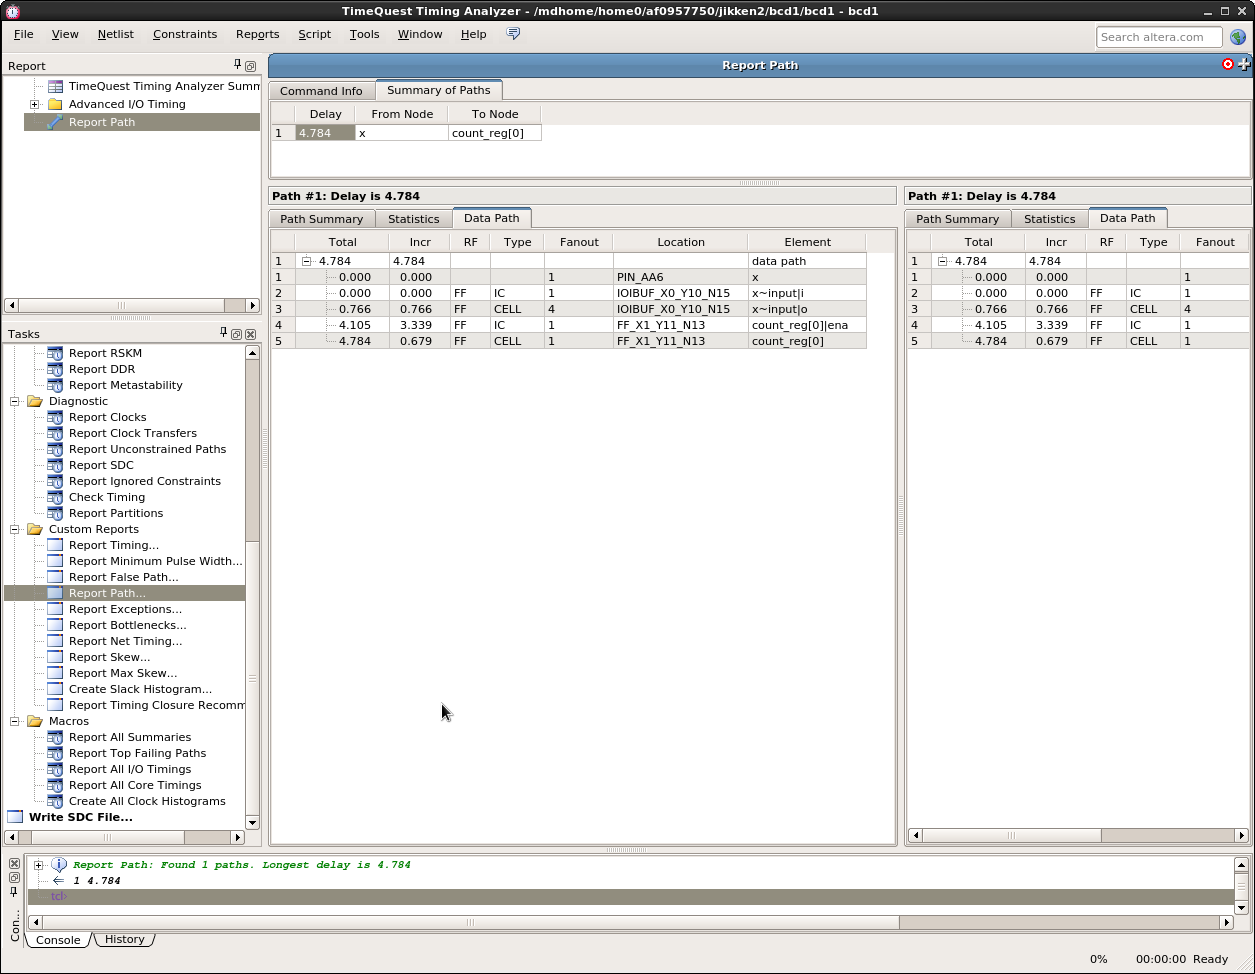 TimeQuest Timing Analyzer - /mdhome/home0/af0957750/jikken2/bcd1/bcd1 - bcd1
File View Netlist Constraints Reports Script Tools Window Help
Search altera.com
Report
TimeQuest Timing Analyzer Summ
Advanced I/O Timing
Report Path
Tasks
Report RSKM
Report DDR
Report Metastability
Diagnostic
Report Clocks
Report Clock Transfers
Report Unconstrained Paths
Report SDC
Report Ignored Constraints
Check Timing
Report Partitions
Custom Reports
Report Timing...
Report Minimum Pulse Width...
Report False Path...
Report Path...
Report Exceptions...
Report Bottlenecks...
Report Net Timing...
Report Skew...
Report Max Skew...
Create Slack Histogram...
Report Timing Closure Recomm
Macros
Report All Summaries
Report Top Failing Paths
Report All I/O Timings
Report All Core Timings
Create All Clock Histograms
Write SDC File...
Report Path
Command Info Summary of Paths
Delay From Node To Node
1 4.784 x count_reg[0]
Path #1: Delay is 4.784
Path Summary Statistics Data Path
Total Incr RF Type Fanout Location Element
1 4.784 4.784 data path
1 0.000 0.000 1 PIN_AA6 x
2 0.000 0.000 FF IC 1 IOIBUF_X0_Y10_N15 x~input|i
3 0.766 0.766 FF CELL 4 IOIBUF_X0_Y10_N15 x~input|o
4 4.105 3.339 FF IC 1 FF_X1_Y11_N13 count_reg[0]|ena
5 4.784 0.679 FF CELL 1 FF_X1_Y11_N13 count_reg[0]
Path #1: Delay is 4.784
Path Summary Statistics Data Path
Total Incr RF Type Fanout
1 4.784 4.784
1 0.000 0.000 1
2 0.000 0.000 FF IC 1
3 0.766 0.766 FF CELL 4
4 4.105 3.339 FF IC 1
5 4.784 0.679 FF CELL 1
Con...
Report Path: Found 1 paths. Longest delay is 4.784
1 4.784
tcl>
Console History
0% 00:00:00 Ready